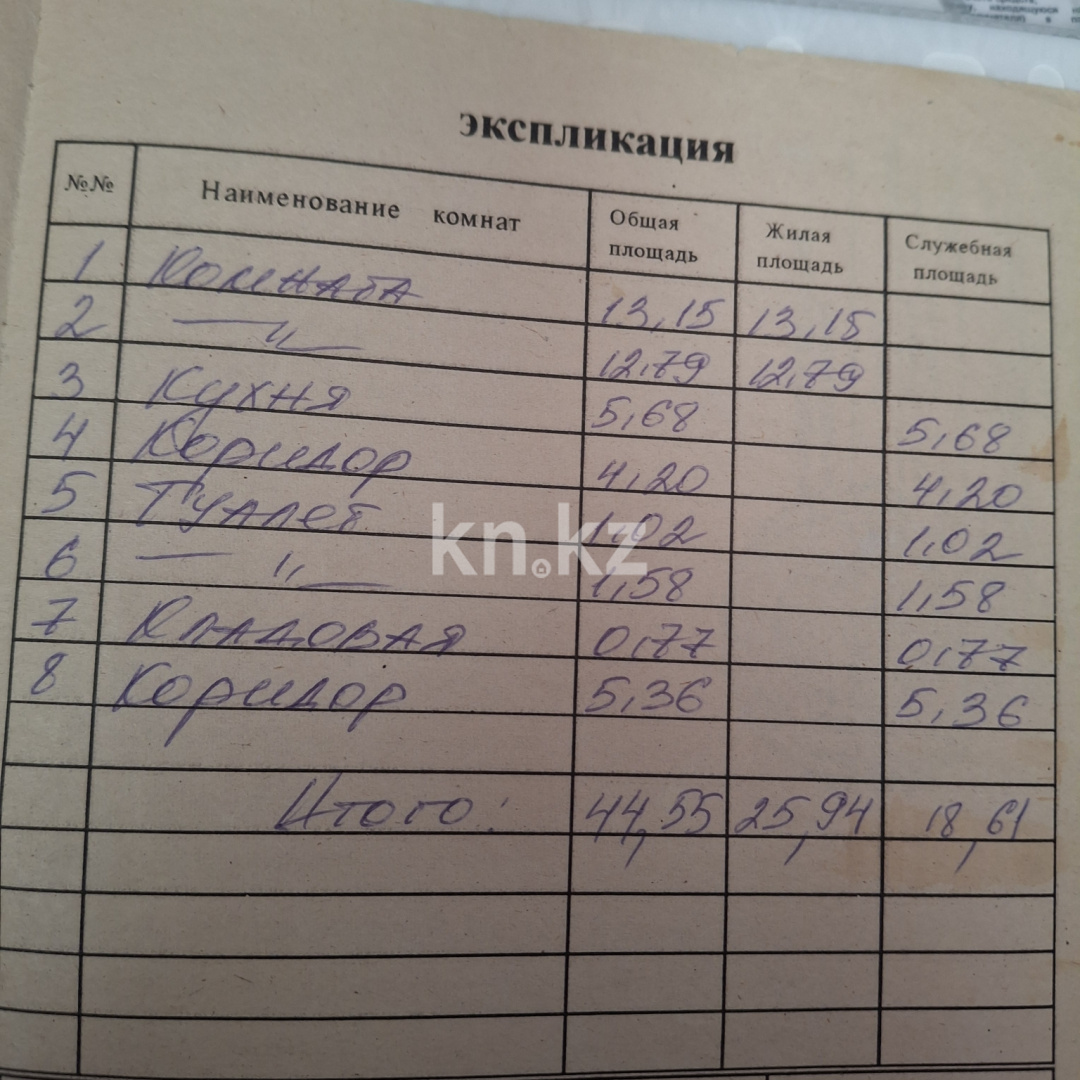 находящуюся
экспликация
№№ Наименование комнат Общая площадь Жилая площадь Служебная площадь
1 Комната 13,15 13,15
2 — " — 12,79 12,79
3 Кухня 5,68 5,68
4 Коридор 4,20 4,20
5 Туалет 1,02 1,02
6 — " — 1,58 1,58
7 Кладовая 0,77 0,77
8 Коридор 5,36 5,36
Итого: 44,55 25,94 18,61
kn.kz